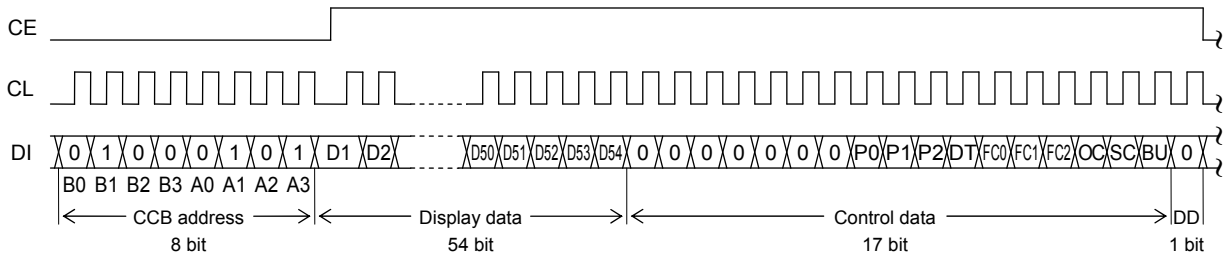 CE
CL
DI 0 1 0 0 0 1 0 1 D1 D2 D50 D51 D52 D53 D54 0 0 0 0 0 0 0 P0 P1 P2 DT FC0 FC1 FC2 OC SC BU 0
B0 B1 B2 B3 A0 A1 A2 A3
CCB address Display data Control data DD
8 bit 54 bit 17 bit 1 bit